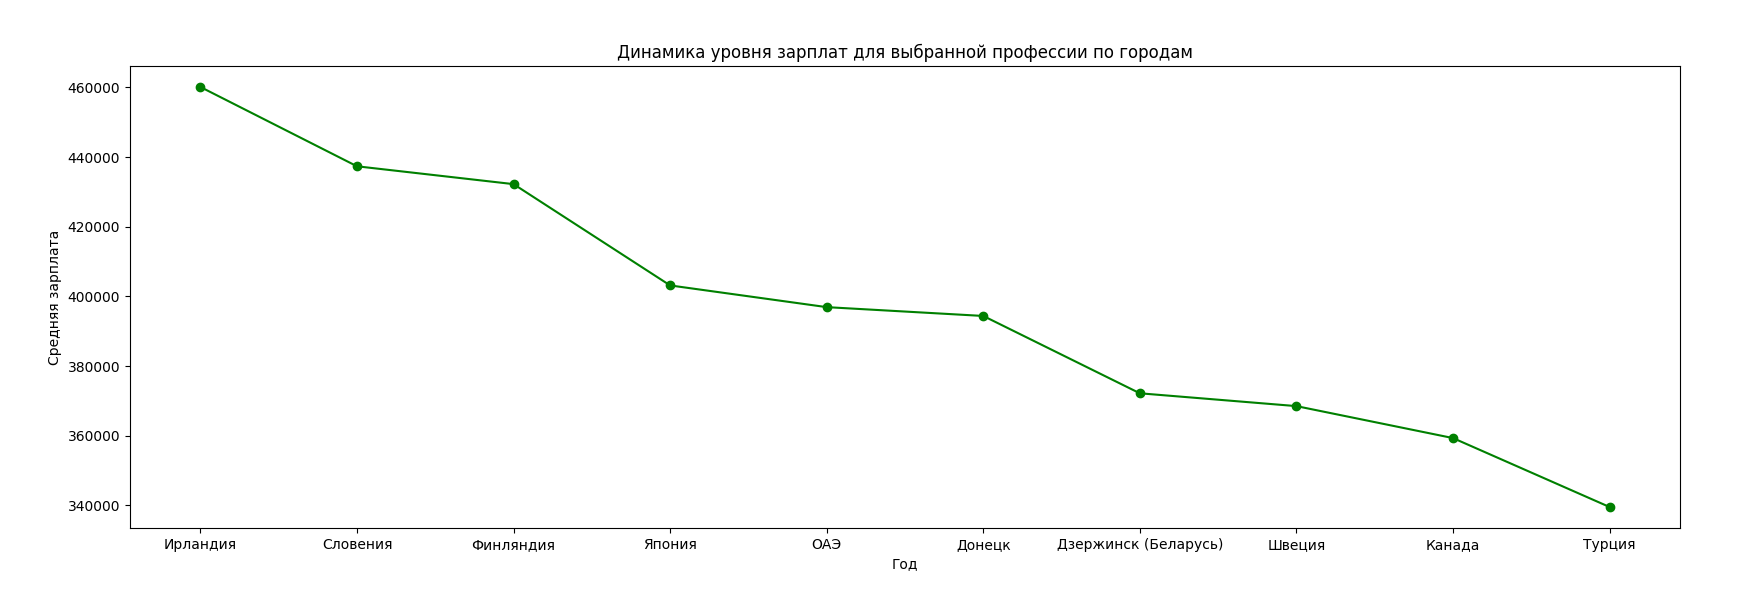 Динамика уровня зарплат для выбранной профессии по городам
Средняя зарплата
460000
440000
420000
400000
380000
360000
340000
Ирландия Словения Финляндия Япония ОАЭ Донецк Дзержинск (Беларусь) Швеция Канада Турция
Год